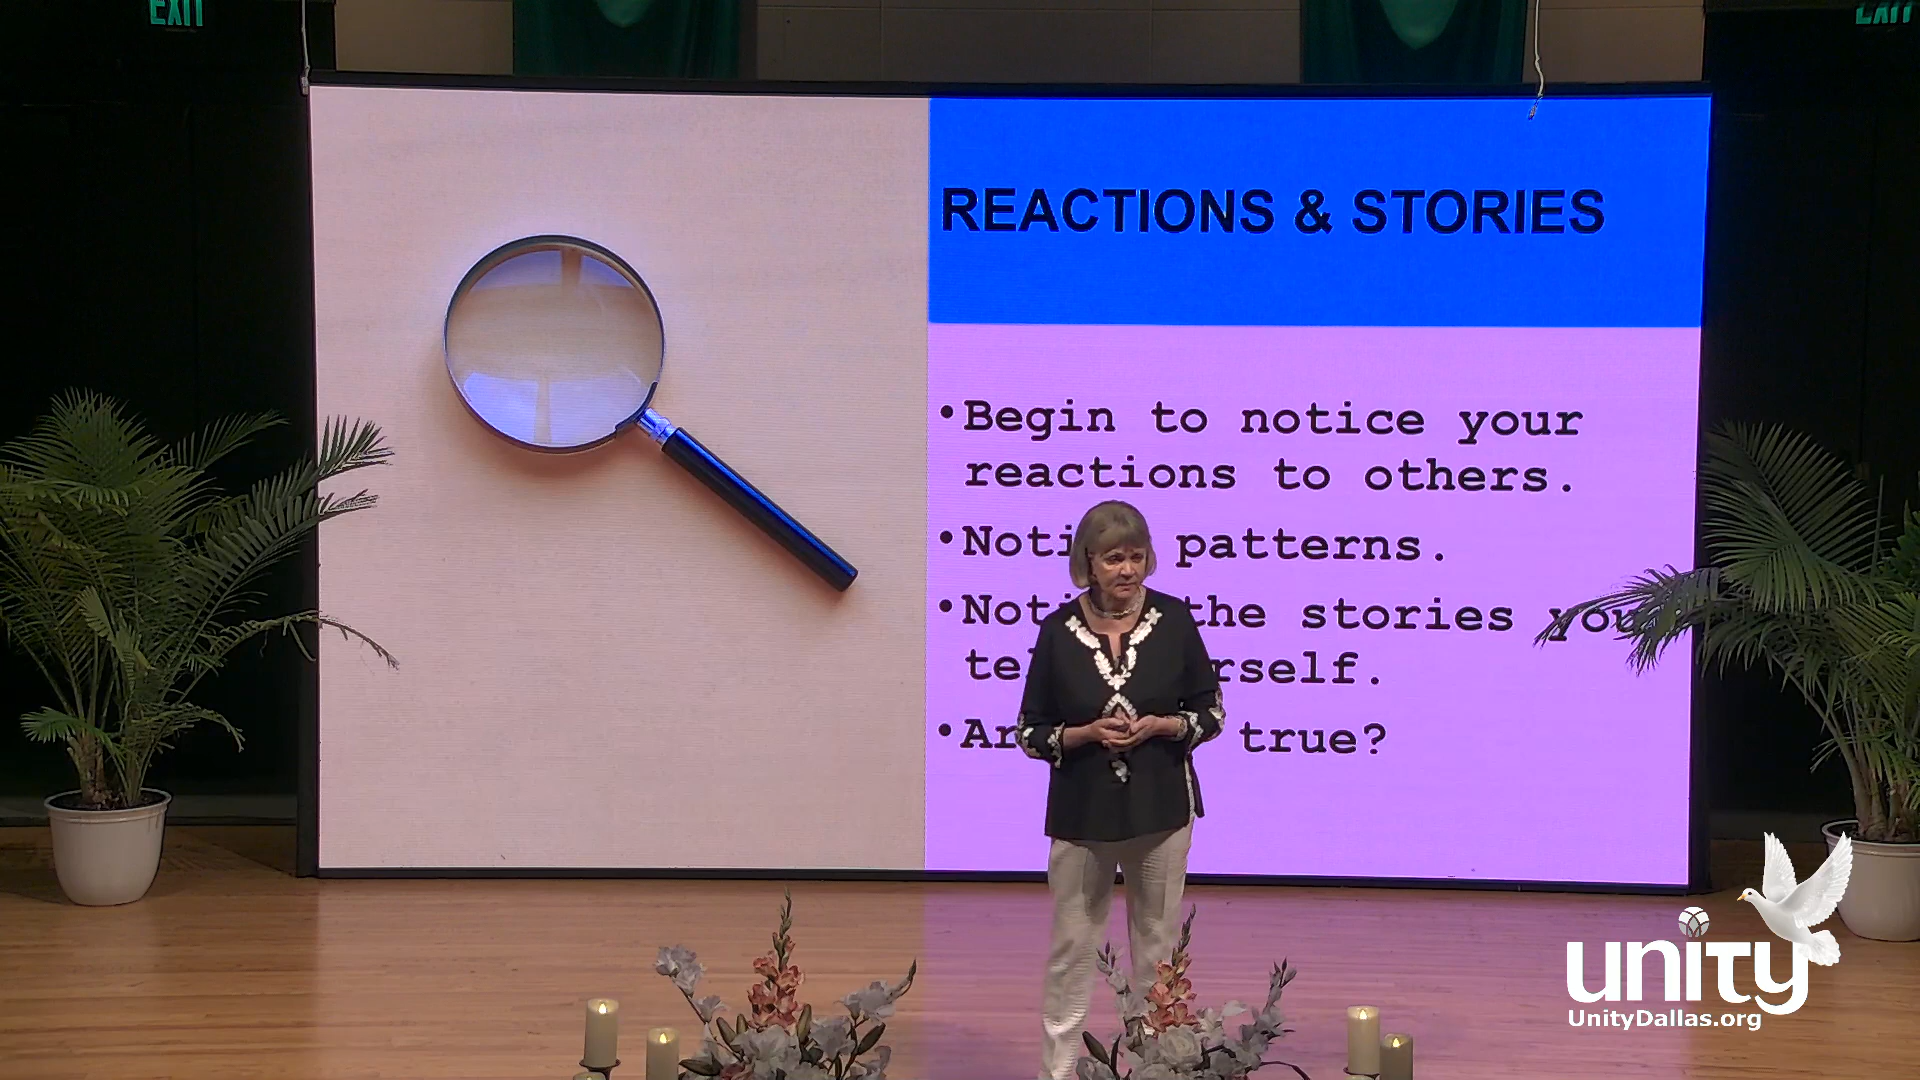 EXIT
EXIT
REACTIONS & STORIES
•Begin to notice your
reactions to others.
•Noti patterns.
•Noti the stories you
te rself.
•Ar true?
unity
UnityDallas.org